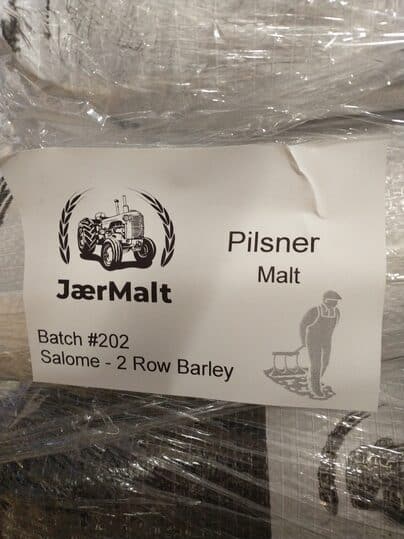 JærMalt
Pilsner
Malt
Batch #202
Salome - 2 Row Barley